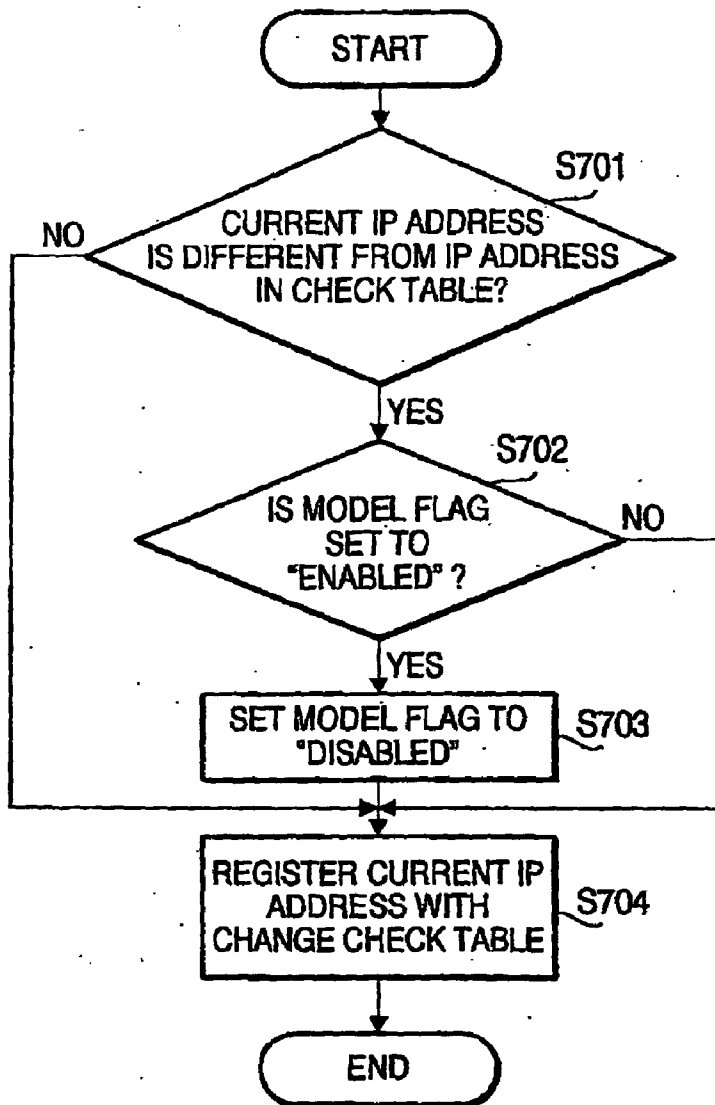 START
S701
CURRENT IP ADDRESS
IS DIFFERENT FROM IP ADDRESS
IN CHECK TABLE?
NO
YES
S702
IS MODEL FLAG
SET TO
"ENABLED" ?
NO
YES
SET MODEL FLAG TO
"DISABLED"
S703
REGISTER CURRENT IP
ADDRESS WITH
CHANGE CHECK TABLE
S704
END